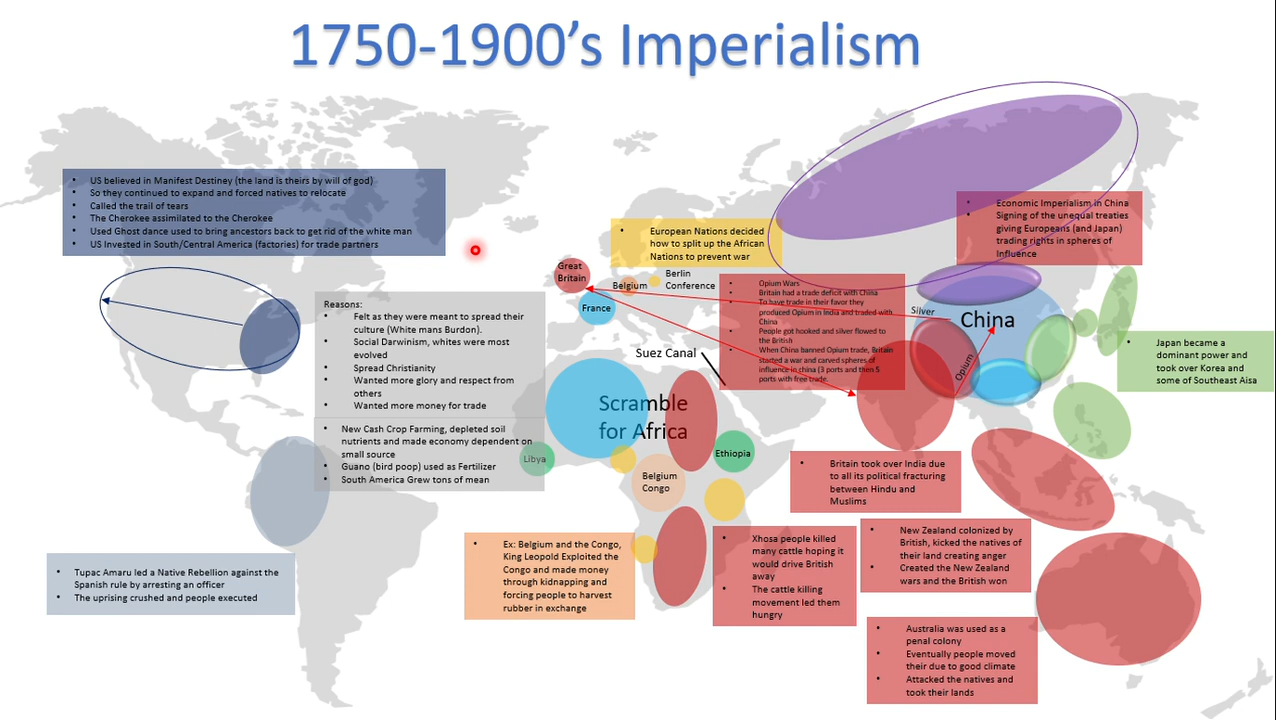 1750-1900’s Imperialism
• US believed in Manifest Destiney (the land is theirs by will of god)
• So they continued to expand and forced natives to relocate
• Called the trail of tears
• The Cherokee assimilated to the Cherokee
• Used Ghost dance used to bring ancestors back to get rid of the white man
• US Invested in South/Central America (factories) for trade partners
Reasons:
• Felt as they were meant to spread their
culture (White mans Burdon).
• Social Darwinism, whites were most
evolved
• Spread Christianity
• Wanted more glory and respect from
others
• Wanted more money for trade
• New Cash Crop Farming, depleted soil
nutrients and made economy dependent on
small source
• Guano (bird poop) used as Fertilizer
• South America Grew tons of mean
• Tupac Amaru led a Native Rebellion against the
Spanish rule by arresting an officer
• The uprising crushed and people executed
• European Nations decided
how to split up the African
Nations to prevent war
Great
Britain
Belgium
Berlin
Conference
France
Suez Canal
Scramble
for Africa
Libya
Ethiopia
Belgium
Congo
• Ex: Belgium and the Congo,
King Leopold Exploited the
Congo and made money
through kidnapping and
forcing people to harvest
rubber in exchange
• Xhosa people killed
many cattle hoping it
would drive British
away
• The cattle killing
movement led them
hungry
• Opium Wars
• Britain had a trade deficit with China
• To have trade in their favor they
produced Opium in India and traded with
China
• People got hooked and silver flowed to
the British
• When China banned Opium trade, Britain
started a war and carved spheres of
influence in china (3 ports and then 5
ports with free trade.
• Economic Imperialism in China
• Signing of the unequal treaties
giving Europeans (and Japan)
trading rights in spheres of
Influence
Silver
China
Opium
• Japan became a
dominant power and
took over Korea and
some of Southeast Aisa
• Britain took over India due
to all its political fracturing
between Hindu and
Muslims
• New Zealand colonized by
British, kicked the natives of
their land creating anger
• Created the New Zealand
wars and the British won
• Australia was used as a
penal colony
• Eventually people moved
their due to good climate
• Attacked the natives and
took their lands